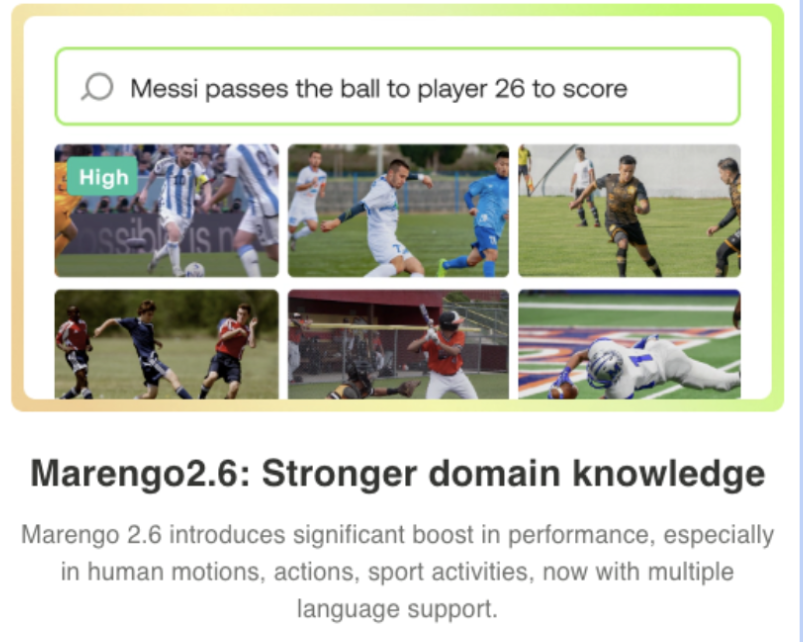 Messi passes the ball to player 26 to score
High
10
Marengo2.6: Stronger domain knowledge
Marengo 2.6 introduces significant boost in performance, especially
in human motions, actions, sport activities, now with multiple
language support.